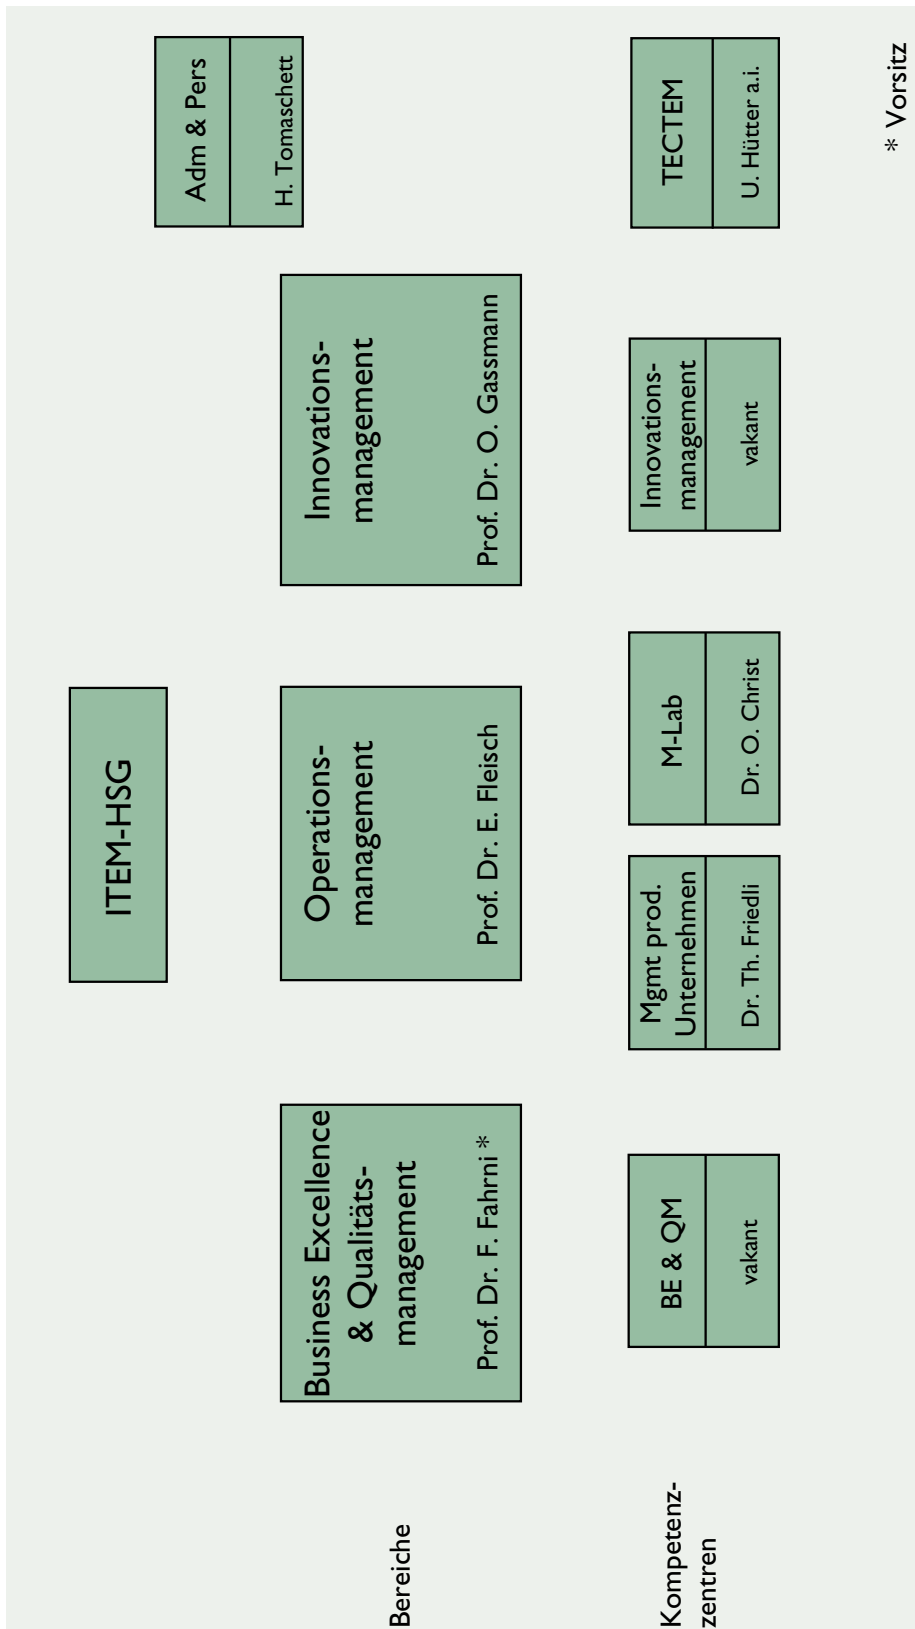 ITEM-HSG
Adm & Pers
H. Tomaschett
Bereiche
Business Excellence
& Qualitäts-
management
Prof. Dr. F. Fahrni *
Operations-
management
Prof. Dr. E. Fleisch
Innovations-
management
Prof. Dr. O. Gassmann
Kompetenz-
zentren
BE & QM
vakant
Mgmt prod.
Unternehmen
Dr. Th. Friedli
M-Lab
Dr. O. Christ
Innovations-
management
vakant
TECTEM
U. Hütter a.i.
* Vorsitz